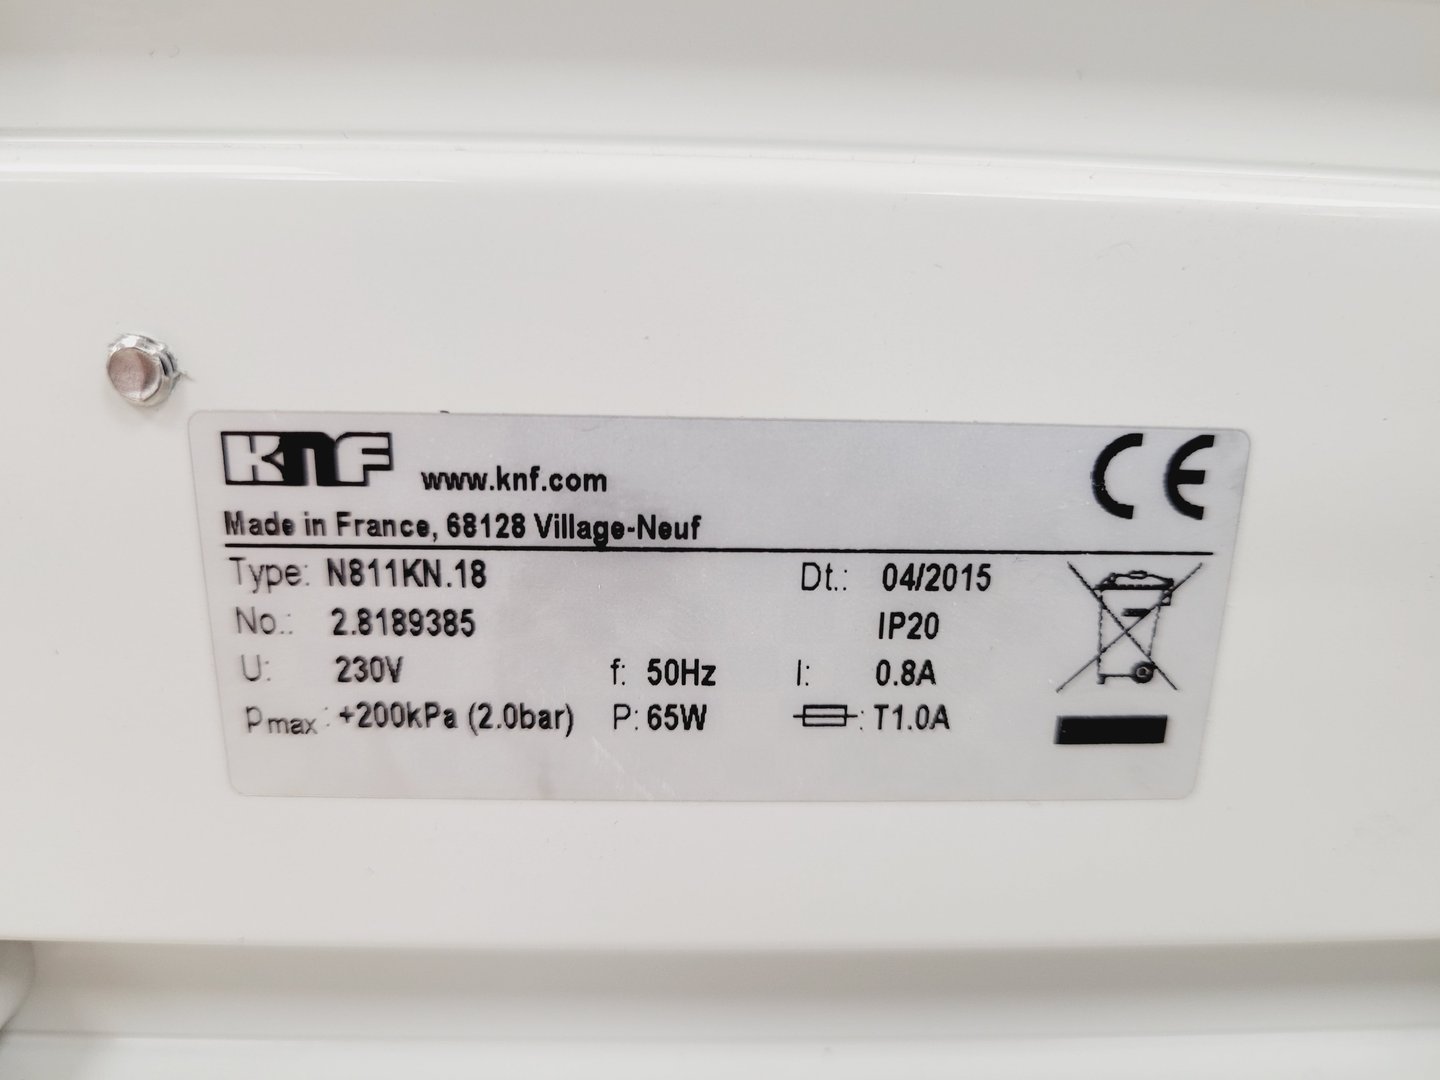 KNF www.knf.com
Made in France, 68128 Village-Neuf
CE
Type: N811KN.18 Dt.: 04/2015
No.: 2.8189385 IP20
U: 230V f: 50Hz I: 0.8A
pmax: +200kPa (2.0bar) P: 65W : T1.0A